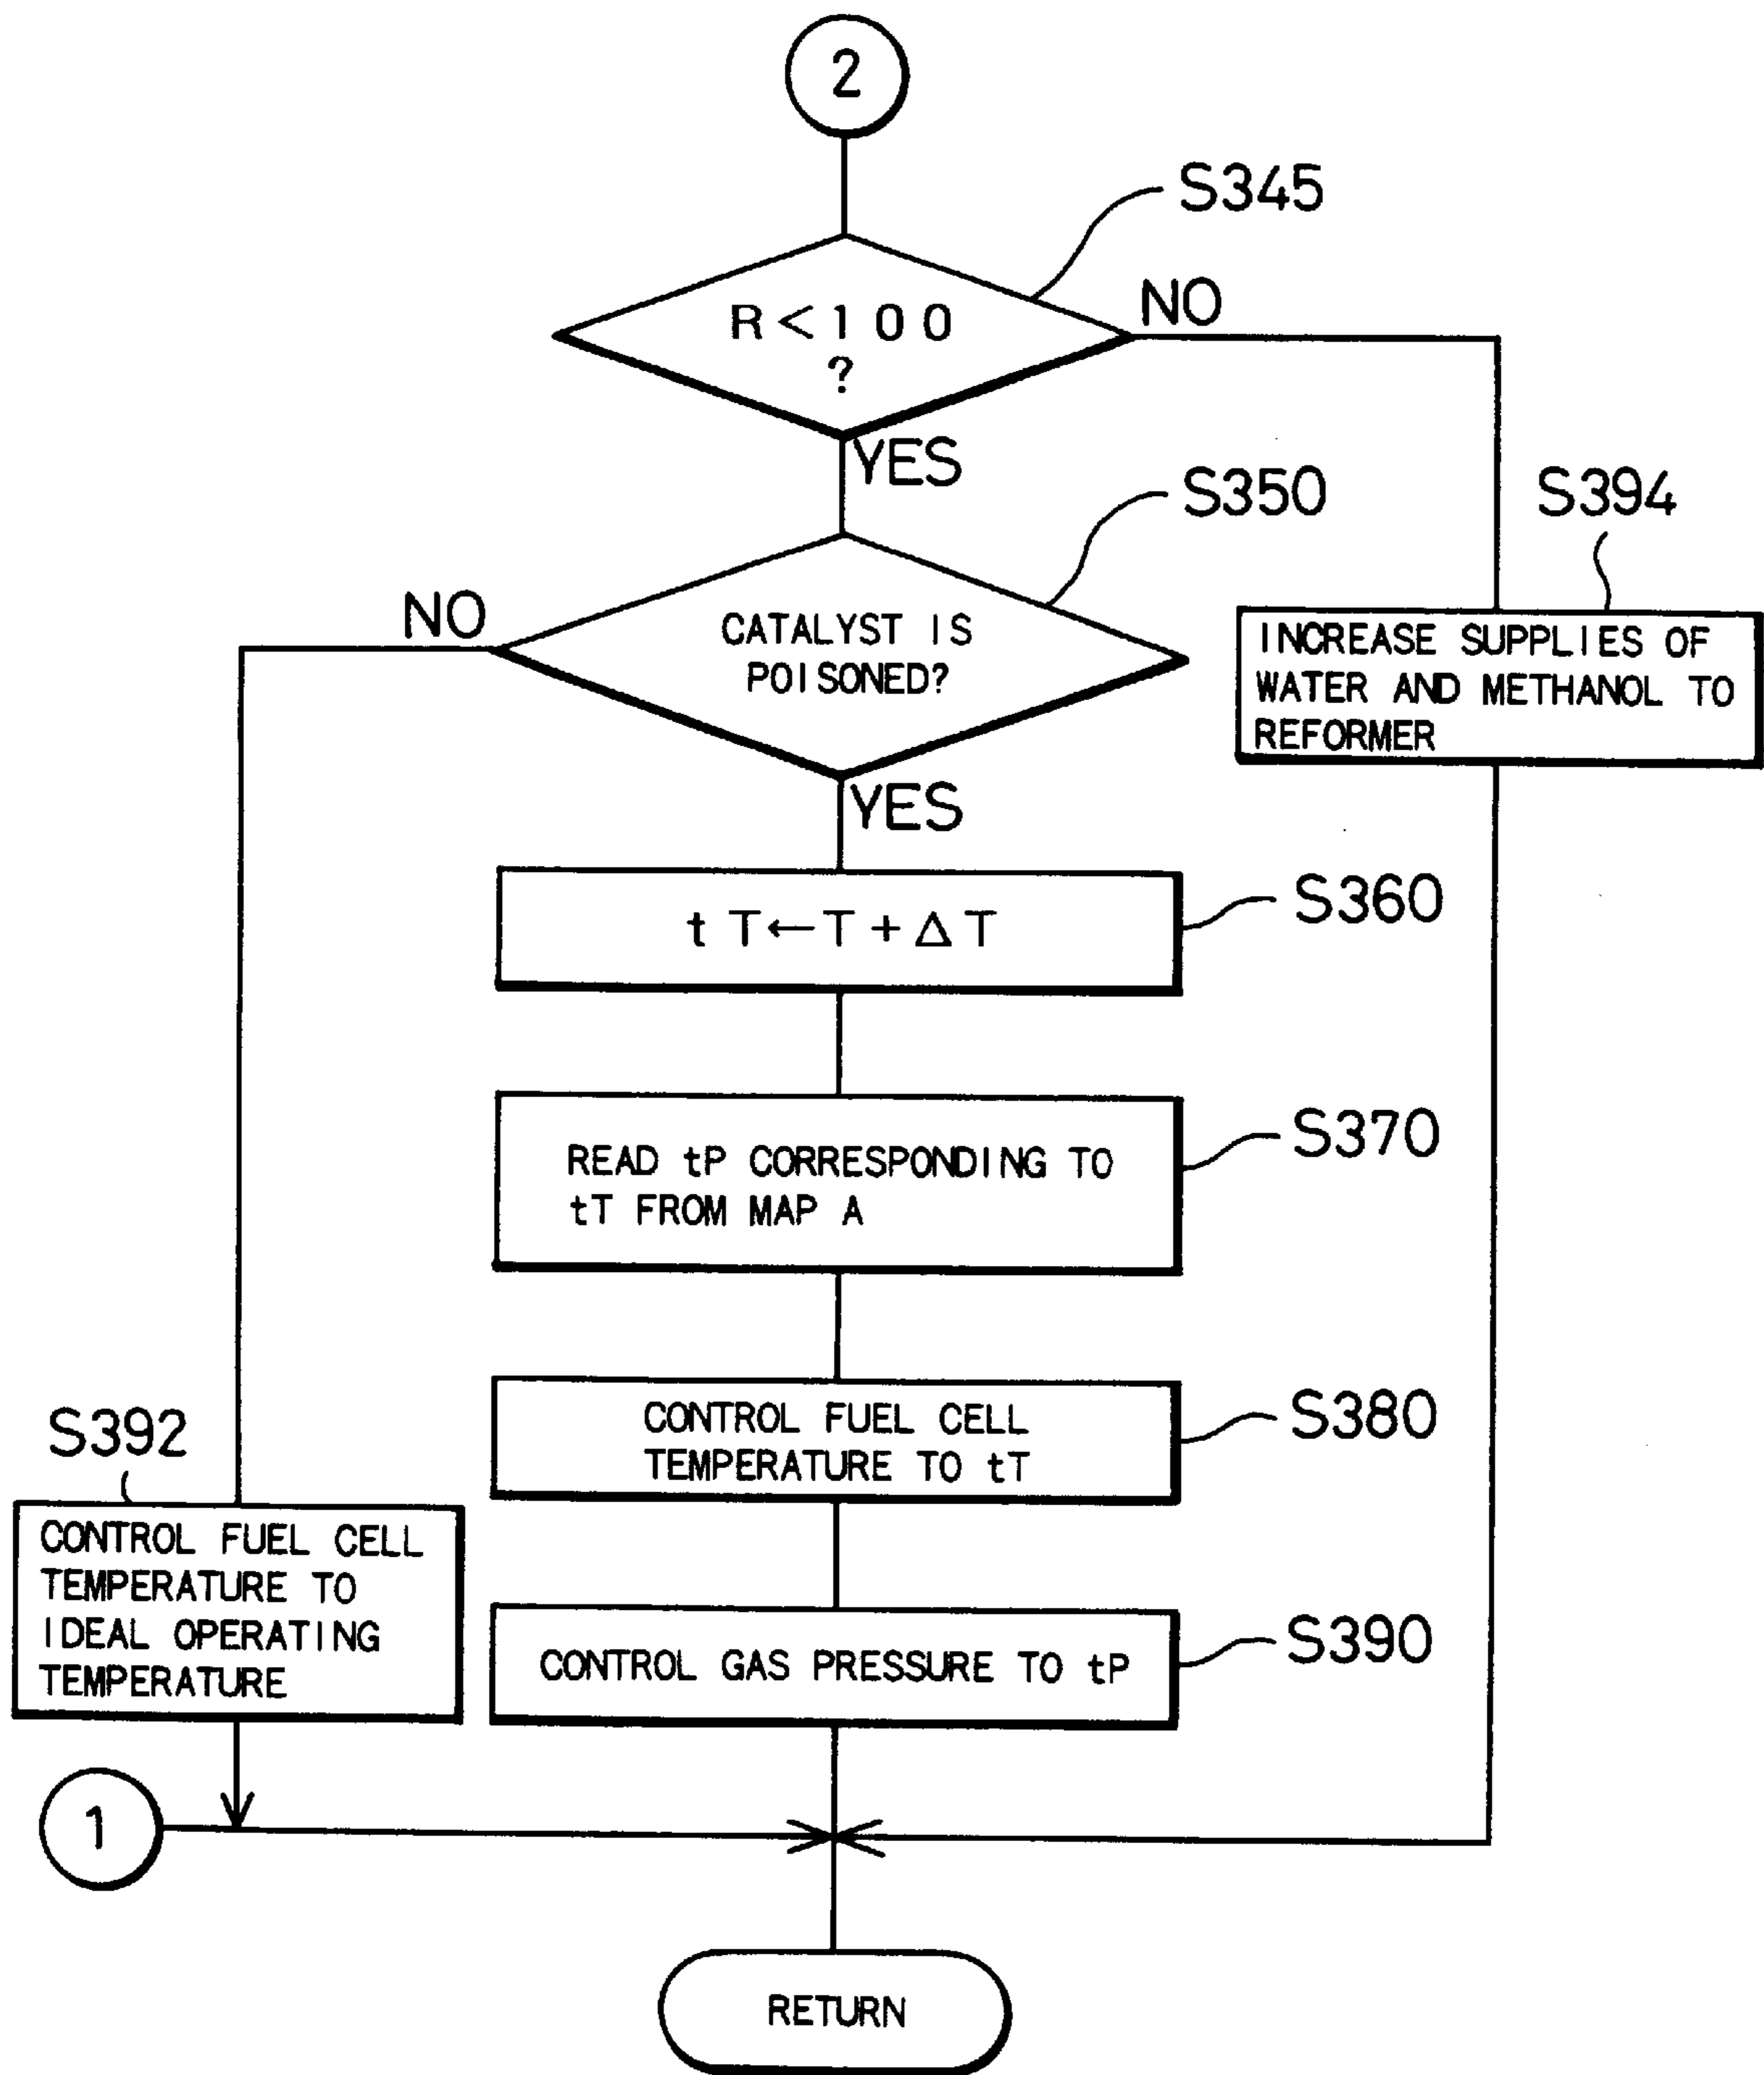 2
S345
R<100
?
NO
YES
S350
S394
NO
CATALYST IS
POISONED?
INCREASE SUPPLIES OF
WATER AND METHANOL TO
REFORMER
YES
S360
tT←T+ΔT
S370
READ tP CORRESPONDING TO
tT FROM MAP A
S380
CONTROL FUEL CELL
TEMPERATURE TO tT
S392
CONTROL FUEL CELL
TEMPERATURE TO
IDEAL OPERATING
TEMPERATURE
S390
CONTROL GAS PRESSURE TO tP
1
RETURN